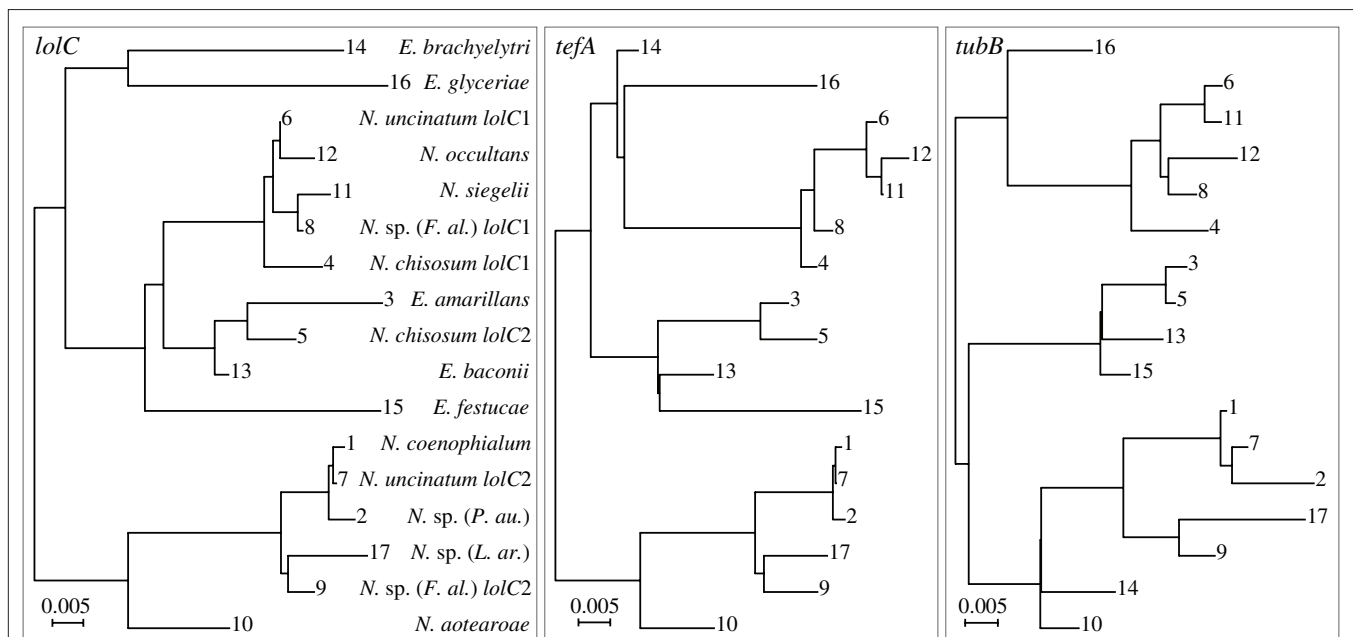 lolC
14 E. brachyelytri
16 E. glyceriae
6 N. uncinatum lolC1
12 N. occultans
11 N. siegelii
8 N. sp. (F. al.) lolC1
4 N. chisosum lolC1
3 E. amarillans
5 N. chisosum lolC2
13 E. baconii
15 E. festucae
1 N. coenophialum
7 N. uncinatum lolC2
2 N. sp. (P. au.)
17 N. sp. (L. ar.)
9 N. sp. (F. al.) lolC2
10 N. aotearoae
0.005
tefA
14
16
6
12
11
8
4
3
5
13
15
1
7
2
17
9
10
0.005
tubB
16
6
11
12
8
4
3
5
13
15
1
7
2
17
9
14
10
0.005